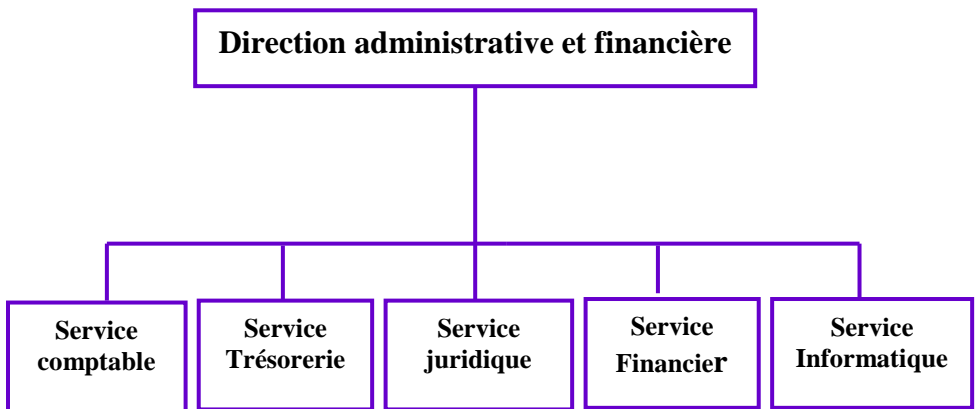 Direction administrative et financière
Service
comptable
Service
Trésorerie
Service
juridique
Service
Financier
Service
Informatique